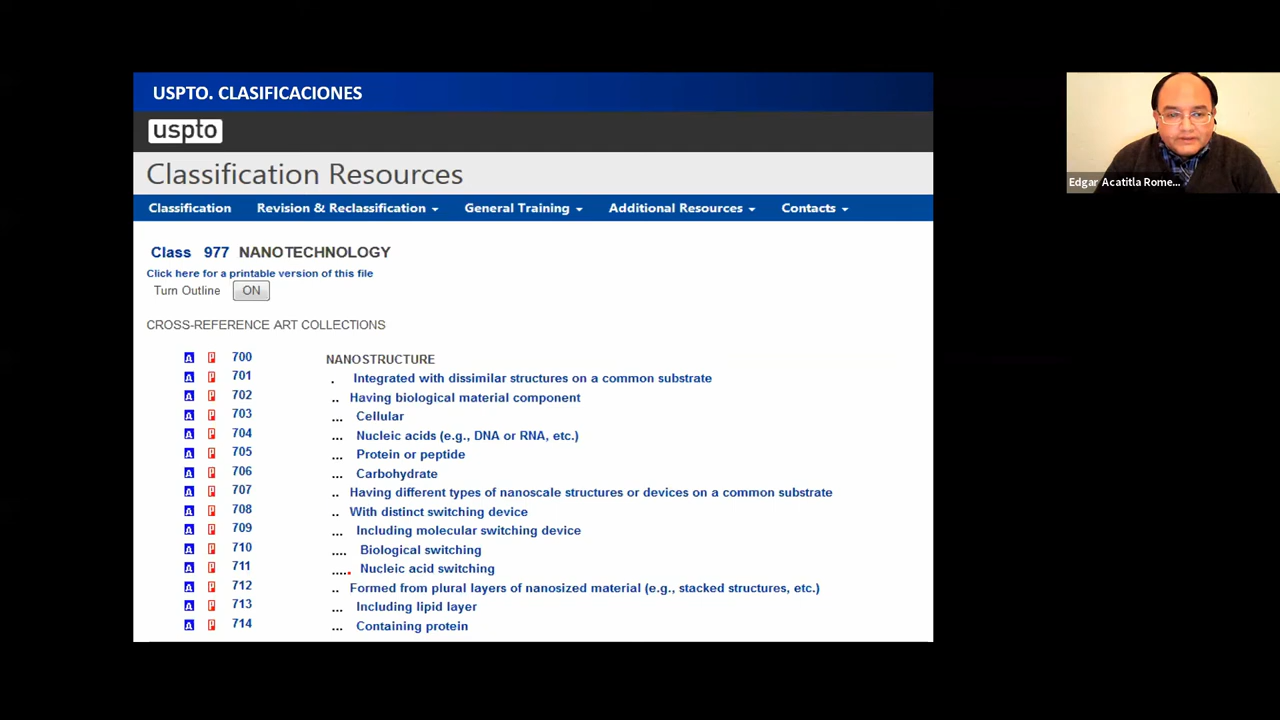 USPTO. CLASIFICACIONES
uspto
Classification Resources
Classification Revision & Reclassification General Training Additional Resources Contacts
Class 977 NANOTECHNOLOGY
Click here for a printable version of this file
Turn Outline ON
CROSS-REFERENCE ART COLLECTIONS
A P 700 NANOSTRUCTURE
A P 701 . Integrated with dissimilar structures on a common substrate
A P 702 .. Having biological material component
A P 703 ... Cellular
A P 704 ... Nucleic acids (e.g., DNA or RNA, etc.)
A P 705 ... Protein or peptide
A P 706 ... Carbohydrate
A P 707 .. Having different types of nanoscale structures or devices on a common substrate
A P 708 .. With distinct switching device
A P 709 ... Including molecular switching device
A P 710 .... Biological switching
A P 711 ..... Nucleic acid switching
A P 712 .. Formed from plural layers of nanosized material (e.g., stacked structures, etc.)
A P 713 ... Including lipid layer
A P 714 ... Containing protein
Edgar Acatitla Rome...